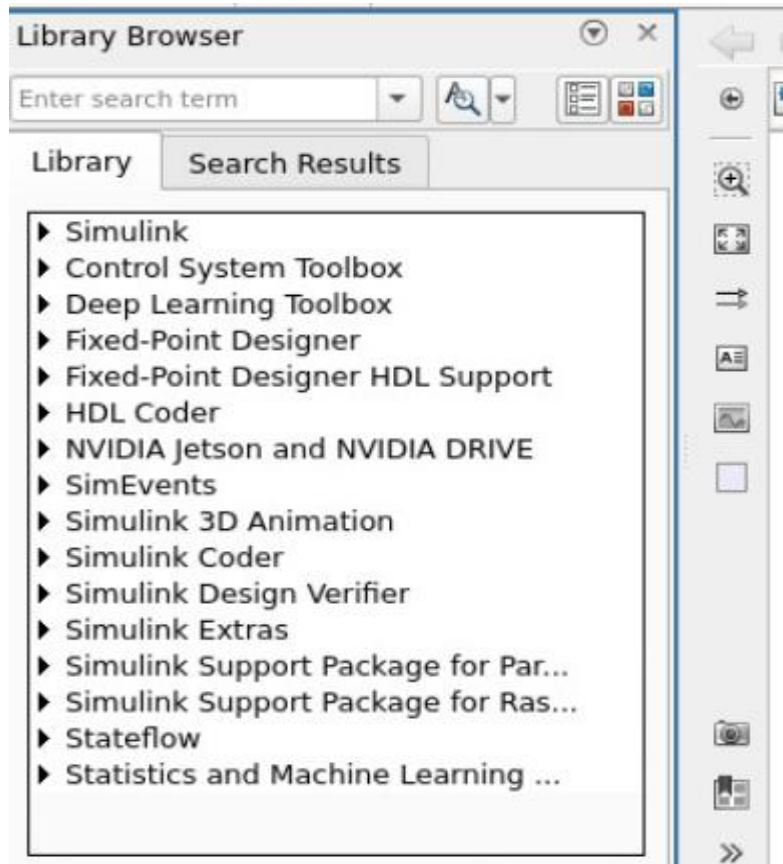 Library Browser
Enter search term
Library
Search Results
Simulink
Control System Toolbox
Deep Learning Toolbox
Fixed-Point Designer
Fixed-Point Designer HDL Support
HDL Coder
NVIDIA Jetson and NVIDIA DRIVE
SimEvents
Simulink 3D Animation
Simulink Coder
Simulink Design Verifier
Simulink Extras
Simulink Support Package for Par...
Simulink Support Package for Ras...
Stateflow
Statistics and Machine Learning ...